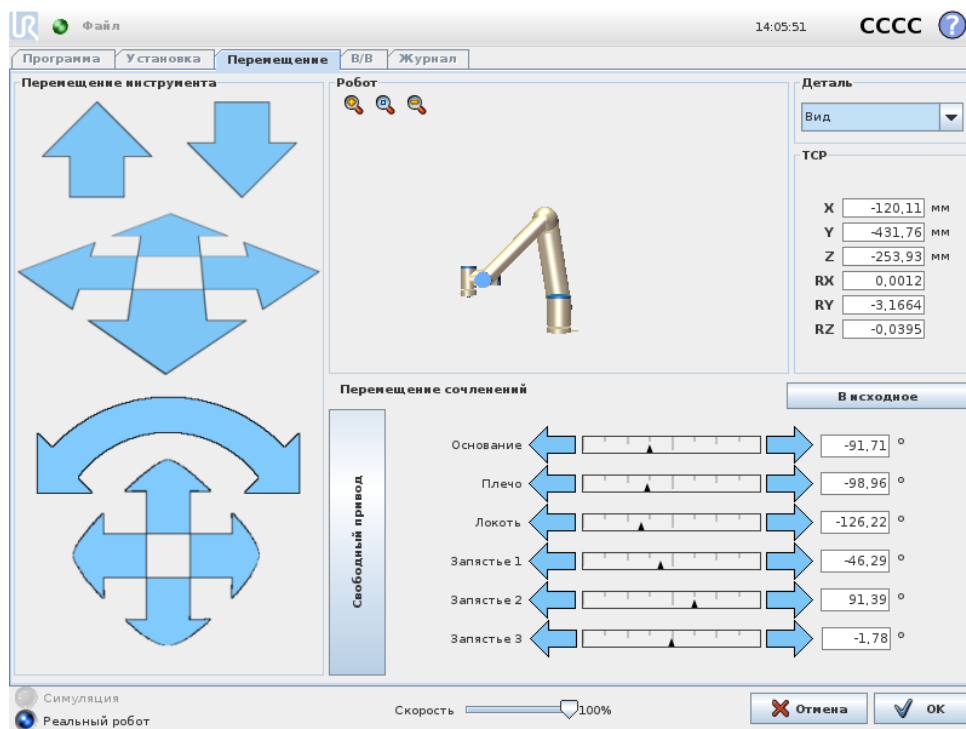 UR Файл 14:05:51 CCCC ?
Программа Установка Перемещение В/В Журнал
Перемещение инструмента
Робот
Деталь
Вид
TCP
X -120,11 мм
Y -431,76 мм
Z -253,93 мм
RX 0,0012
RY -3,1664
RZ -0,0395
Перемещение сочленений
В исходное
Свободный привод
Основание -91,71 °
Плечо -98,96 °
Локоть -126,22 °
Запястье 1 -46,29 °
Запястье 2 91,39 °
Запястье 3 -1,78 °
Симуляция
Реальный робот
Скорость 100%
Отмена
OK